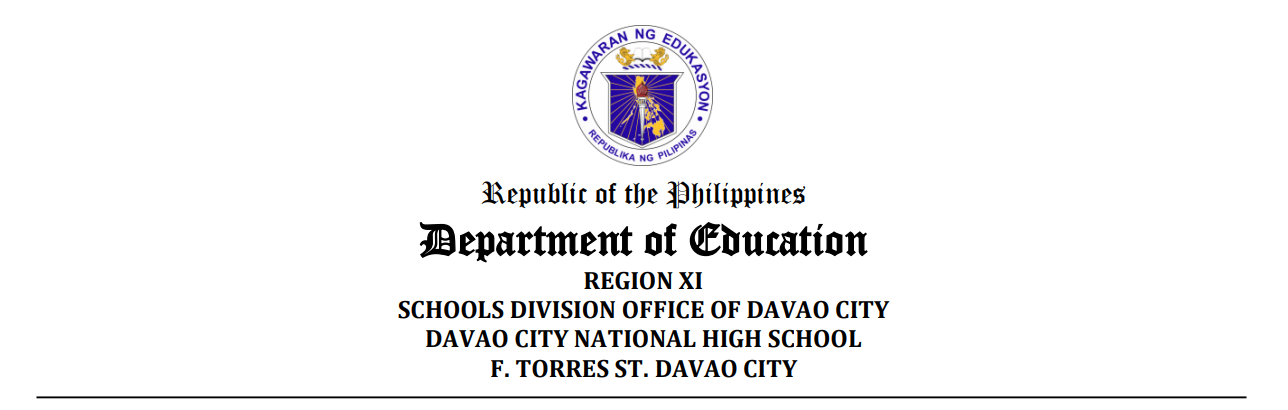 KAGAWARAN NG EDUKASYON
REPUBLIKA NG PILIPINAS
Republic of the Philippines
Department of Education
REGION XI
SCHOOLS DIVISION OFFICE OF DAVAO CITY
DAVAO CITY NATIONAL HIGH SCHOOL
F. TORRES ST. DAVAO CITY